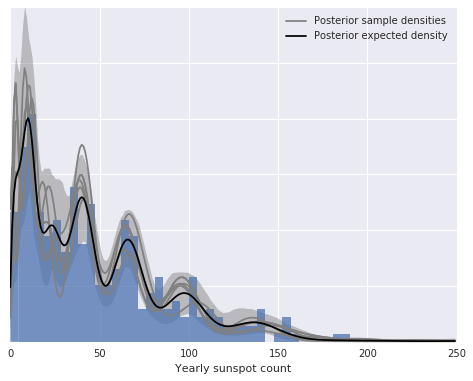 Posterior sample densities
Posterior expected density
0 50 100 150 200 250
Yearly sunspot count